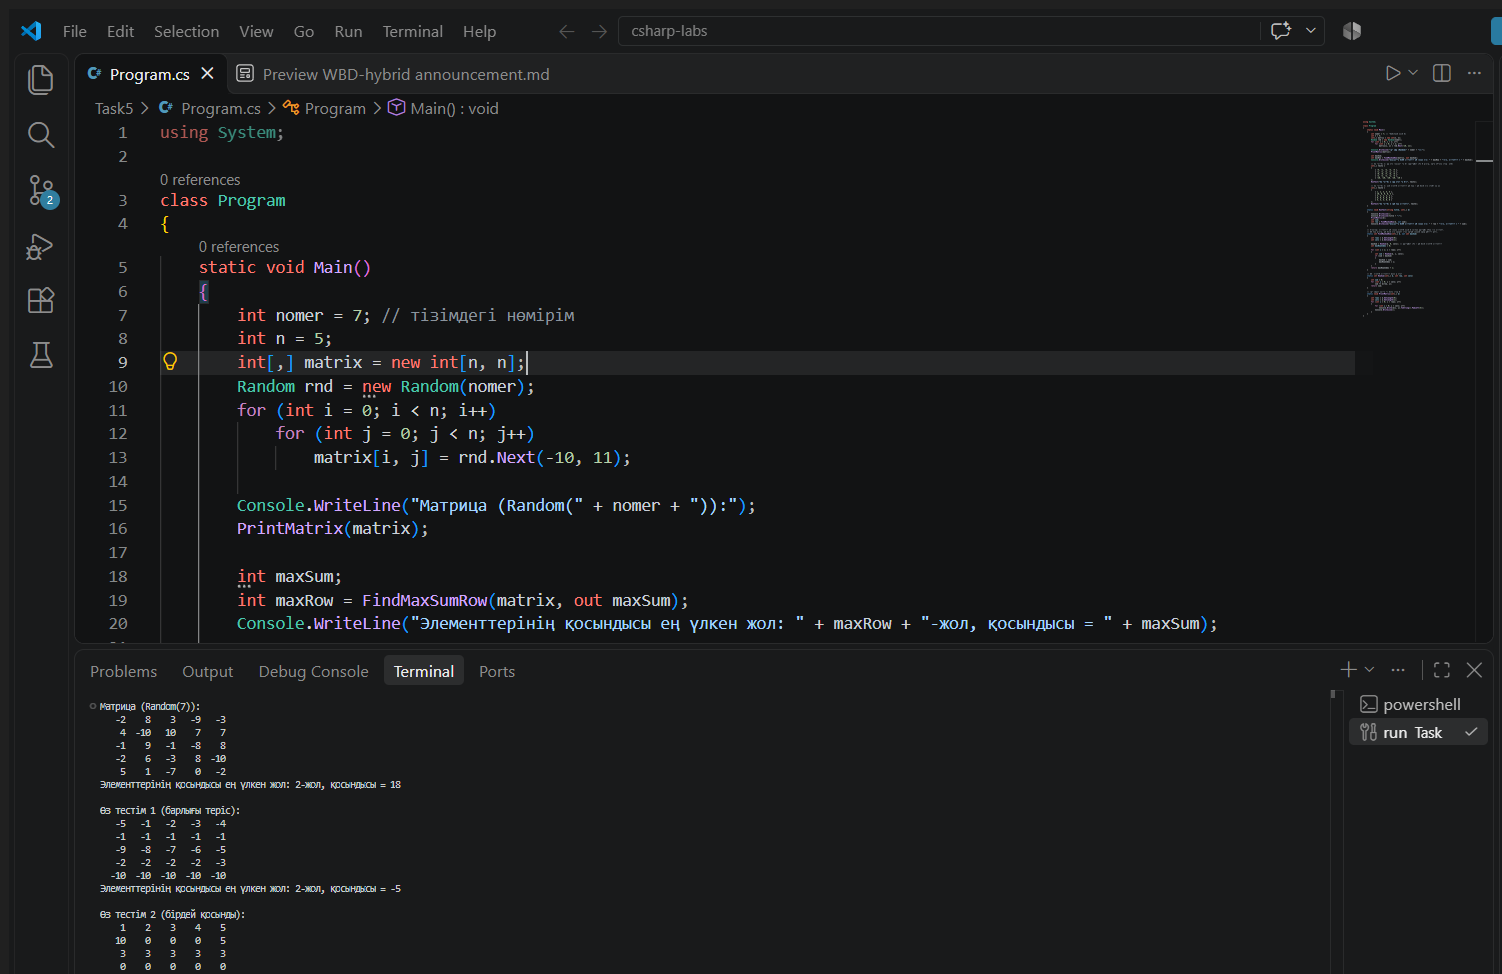 File Edit Selection View Go Run Terminal Help
csharp-labs
C# Program.cs
Preview WBD-hybrid announcement.md
Task5 > C# Program.cs > Program > Main() : void
1 using System;
2
0 references
3 class Program
4 {
0 references
5 static void Main()
6 {
7 int nomer = 7; // тізімдегі нөмірім
8 int n = 5;
9 int[,] matrix = new int[n, n];
10 Random rnd = new Random(nomer);
11 for (int i = 0; i < n; i++)
12 for (int j = 0; j < n; j++)
13 matrix[i, j] = rnd.Next(-10, 11);
14
15 Console.WriteLine("Матрица (Random(" + nomer + ")):");
16 PrintMatrix(matrix);
17
18 int maxSum;
19 int maxRow = FindMaxSumRow(matrix, out maxSum);
20 Console.WriteLine("Элементтерінің қосындысы ең үлкен жол: " + maxRow + "-жол, қосындысы = " + maxSum);
2
Problems Output Debug Console Terminal Ports
powershell
run Task
Матрица (Random(7)):
-2 8 3 -9 -3
4 -10 10 7 7
-1 9 -1 -8 8
-2 6 -3 8 -10
5 1 -7 0 -2
Элементтерінің қосындысы ең үлкен жол: 2-жол, қосындысы = 18
Өз тестім 1 (барлығы теріс):
-5 -1 -2 -3 -4
-1 -1 -1 -1 -1
-9 -8 -7 -6 -5
-2 -2 -2 -2 -3
-10 -10 -10 -10 -10
Элементтерінің қосындысы ең үлкен жол: 2-жол, қосындысы = -5
Өз тестім 2 (бірдей қосынды):
1 2 3 4 5
10 0 0 0 5
3 3 3 3 3
0 0 0 0 0